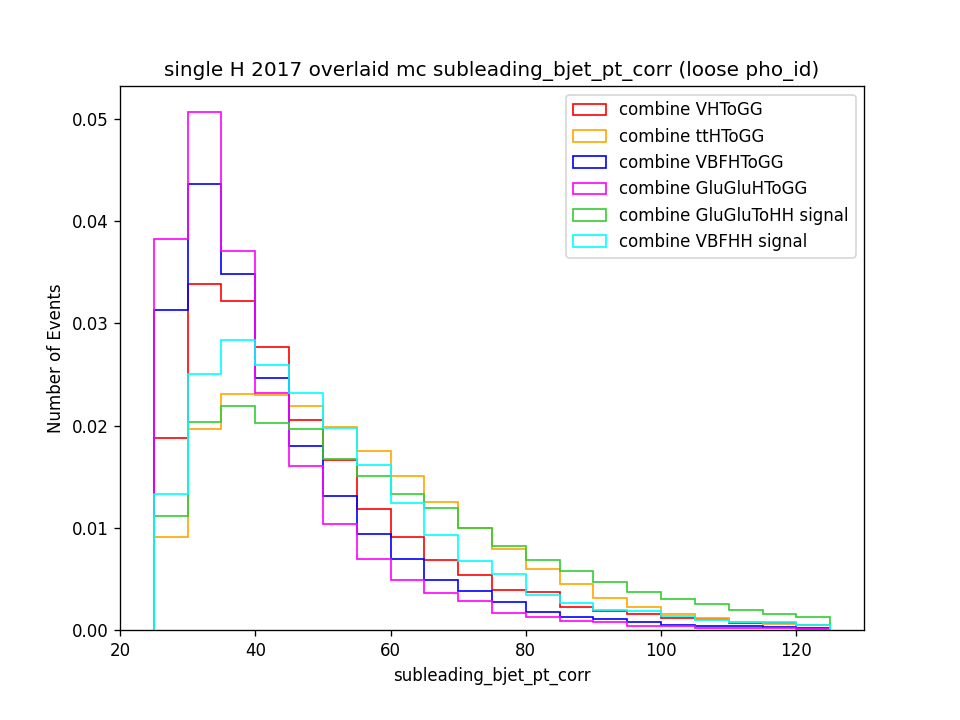 single H 2017 overlaid mc subleading_bjet_pt_corr (loose pho_id)
combine VHToGG
combine ttHToGG
combine VBFHToGG
combine GluGluHToGG
combine GluGluToHH signal
combine VBFHH signal
Number of Events
0.05
0.04
0.03
0.02
0.01
0.00
20 40 60 80 100 120
subleading_bjet_pt_corr